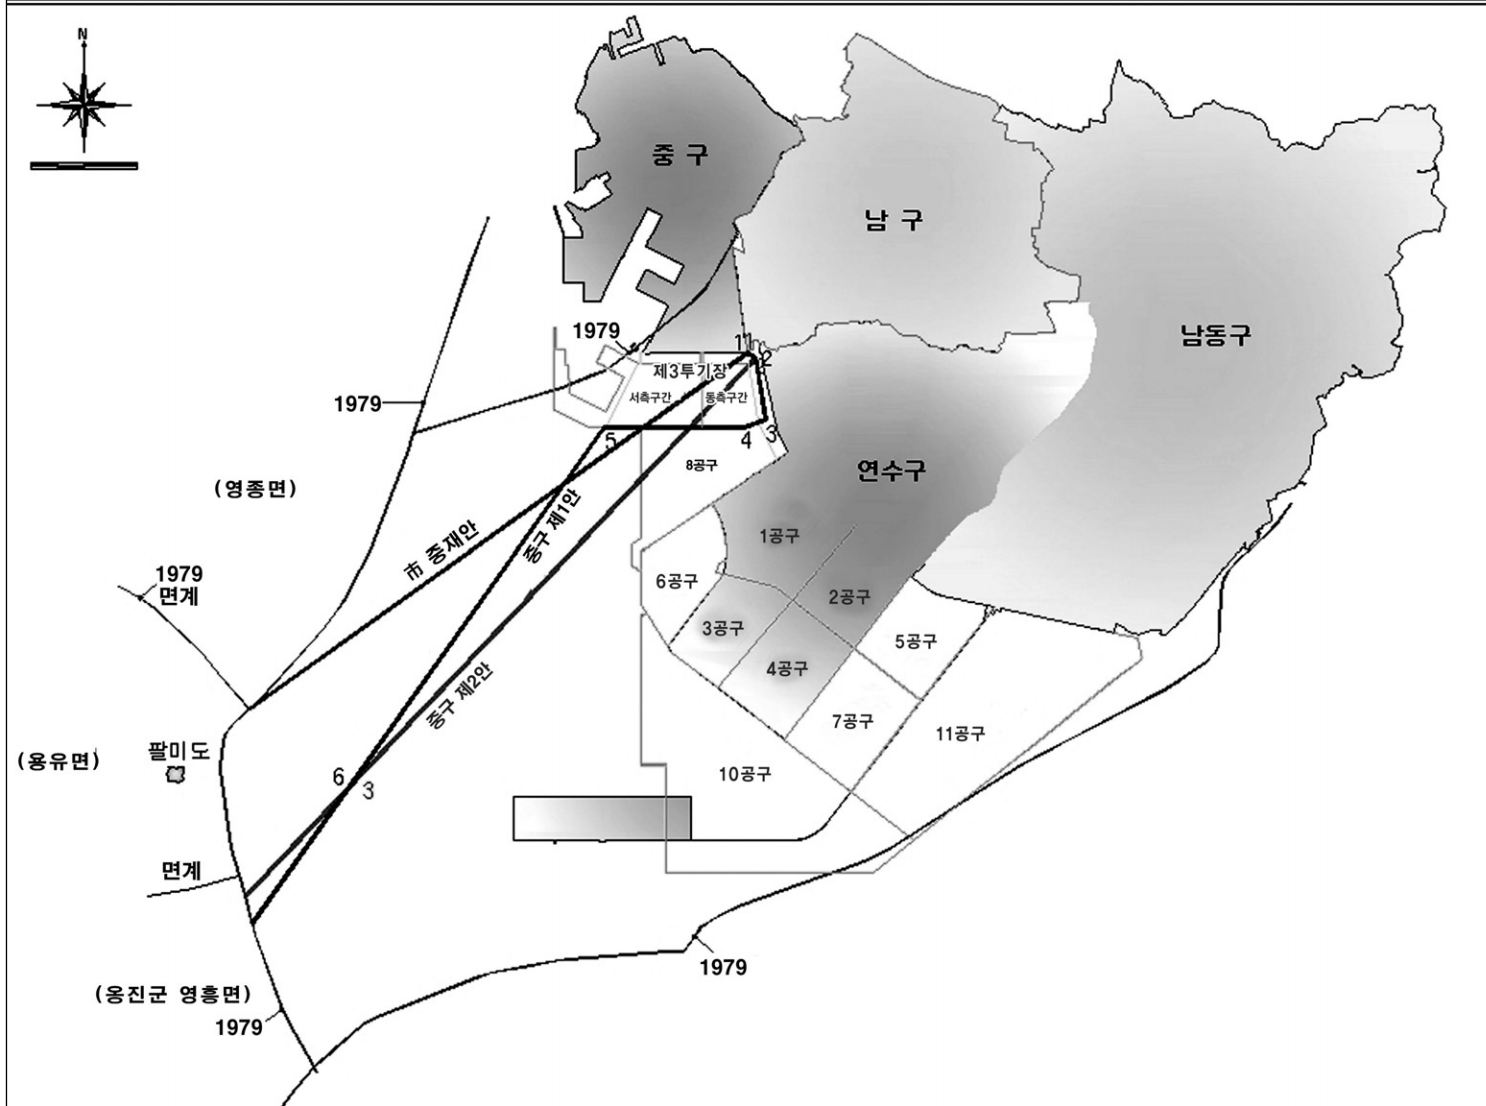 N
중 구
남 구
남동구
1979
1 2
제3투기장
서측구간
동측구간
1979
5 4 3
8공구
연수구
(영종면)
市 중재안
중구 제1안
1공구
1979
면계
6공구
2공구
3공구
5공구
4공구
중구 제2안
7공구
11공구
(용유면)
팔미도
6
3
10공구
면계
1979
(옹진군 영흥면)
1979